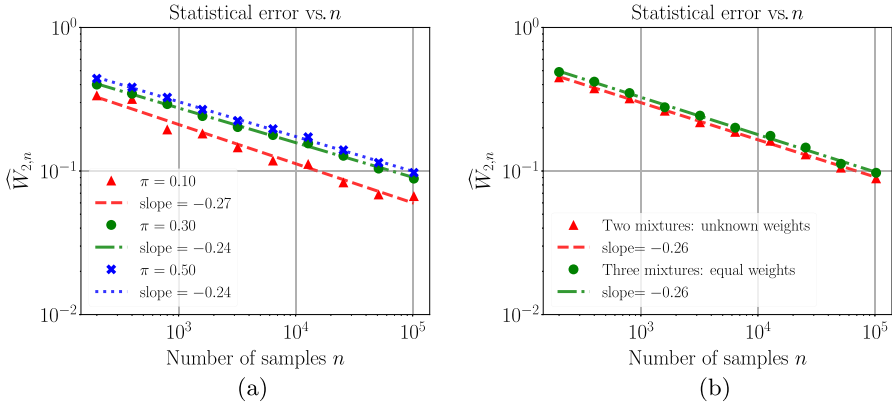 Statistical error vs. n
10^0
10^{-1}
10^{-2}
Ŵ_{2,n}
π = 0.10
slope = −0.27
π = 0.30
slope = −0.24
π = 0.50
slope = −0.24
10^3
10^4
10^5
Number of samples n
(a)
Statistical error vs. n
10^0
10^{-1}
10^{-2}
Ŵ_{2,n}
Two mixtures: unknown weights
slope= −0.26
Three mixtures: equal weights
slope= −0.26
10^3
10^4
10^5
Number of samples n
(b)